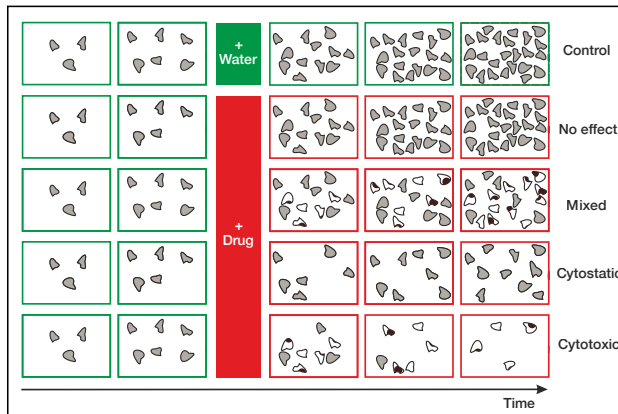 +
Water
Control
No effect
Mixed
+
Drug
Cytostatic
Cytotoxic
Time